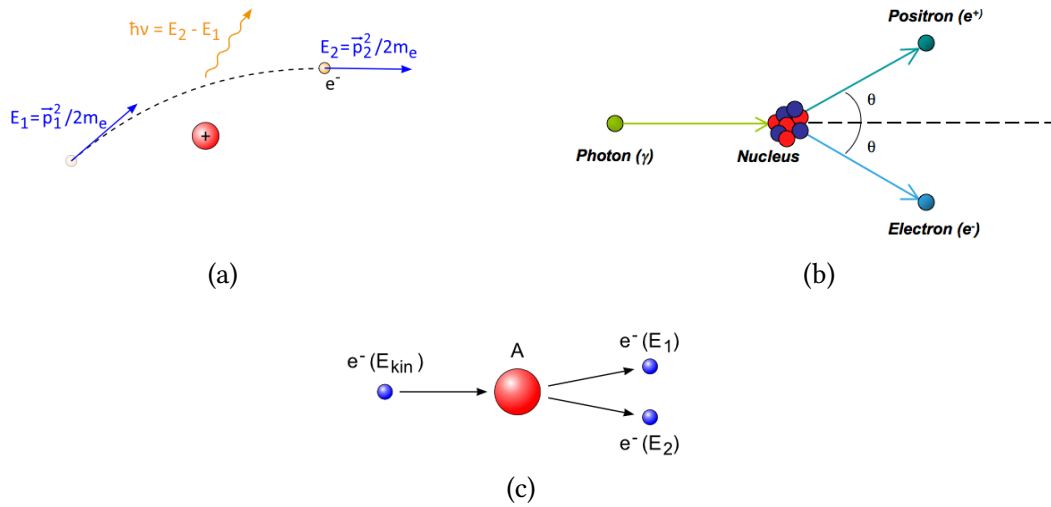 ħν = E₂ - E₁
E₂=p⃗₂²/2mₑ
e⁻
E₁=p⃗₁²/2mₑ
+
(a)
Positron (e⁺)
θ
θ
Photon (γ)
Nucleus
Electron (e⁻)
(b)
e⁻(E₁)
A
e⁻(Eₖᵢₙ)
e⁻(E₂)
(c)